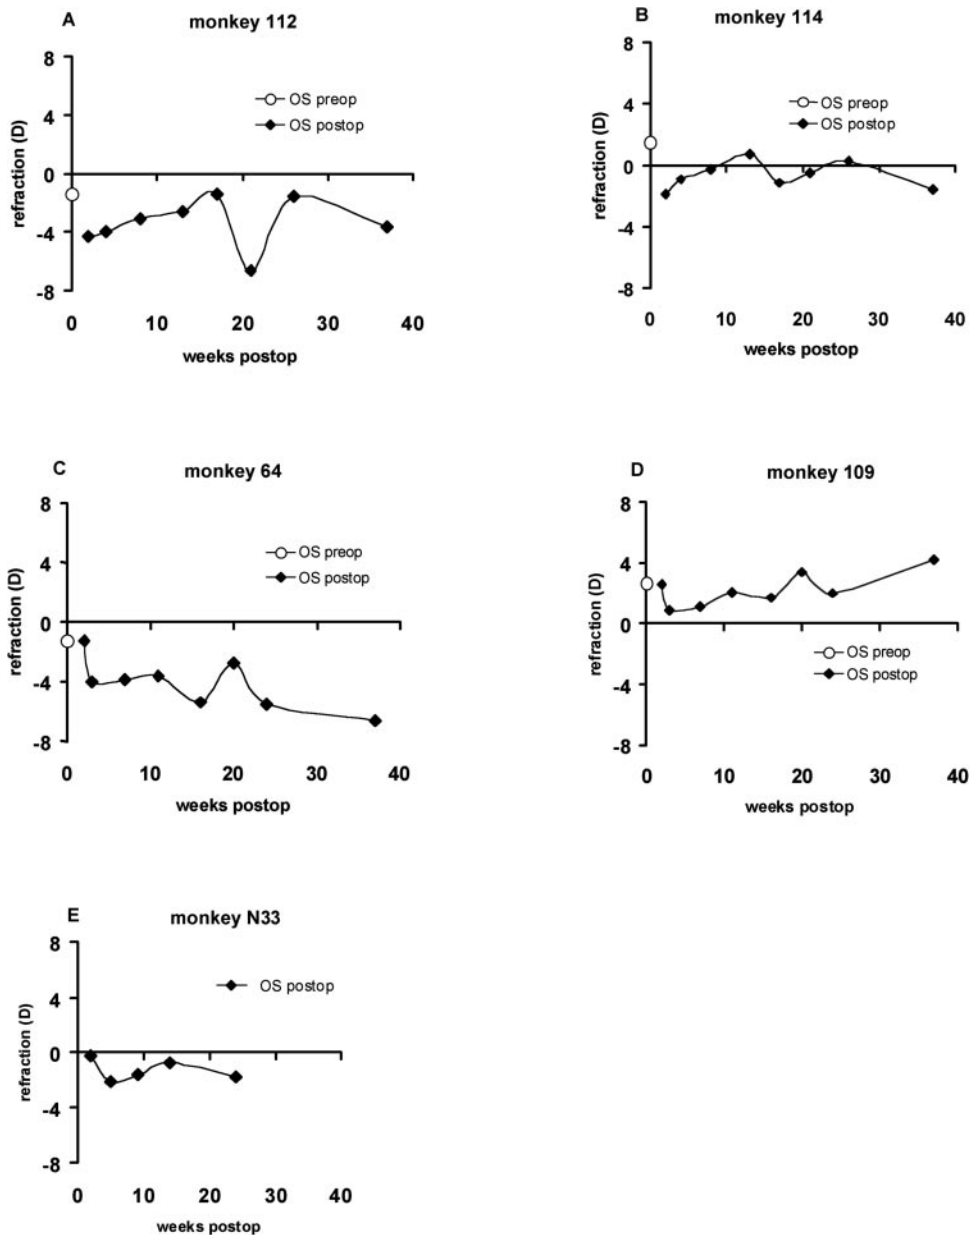 A
monkey 112
8
4
0
-4
-8
refraction (D)
OS preop
OS postop
0 10 20 30 40
weeks postop
B
monkey 114
8
4
0
-4
-8
refraction (D)
OS preop
OS postop
0 10 20 30 40
weeks postop
C
monkey 64
8
4
0
-4
-8
refraction (D)
OS preop
OS postop
0 10 20 30 40
weeks postop
D
monkey 109
8
4
0
-4
-8
refraction (D)
OS preop
OS postop
0 10 20 30 40
weeks postop
E
monkey N33
8
4
0
-4
-8
refraction (D)
OS postop
0 10 20 30 40
weeks postop